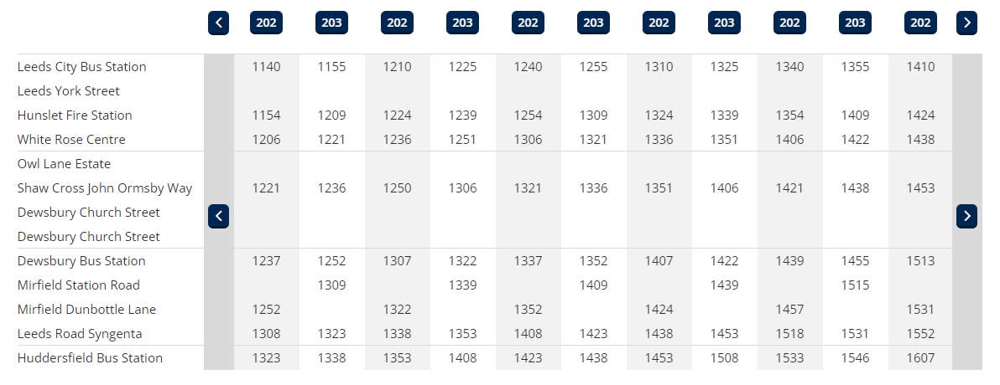 202 203 202 203 202 203 202 203 202 203 202
Leeds City Bus Station 1140 1155 1210 1225 1240 1255 1310 1325 1340 1355 1410
Leeds York Street
Hunslet Fire Station 1154 1209 1224 1239 1254 1309 1324 1339 1354 1409 1424
White Rose Centre 1206 1221 1236 1251 1306 1321 1336 1351 1406 1422 1438
Owl Lane Estate
Shaw Cross John Ormsby Way 1221 1236 1250 1306 1321 1336 1351 1406 1421 1438 1453
Dewsbury Church Street
Dewsbury Church Street
Dewsbury Bus Station 1237 1252 1307 1322 1337 1352 1407 1422 1439 1455 1513
Mirfield Station Road 1309 1339 1409 1439 1515
Mirfield Dunbottle Lane 1252 1322 1352 1424 1457 1531
Leeds Road Syngenta 1308 1323 1338 1353 1408 1423 1438 1453 1518 1531 1552
Huddersfield Bus Station 1323 1338 1353 1408 1423 1438 1453 1508 1533 1546 1607